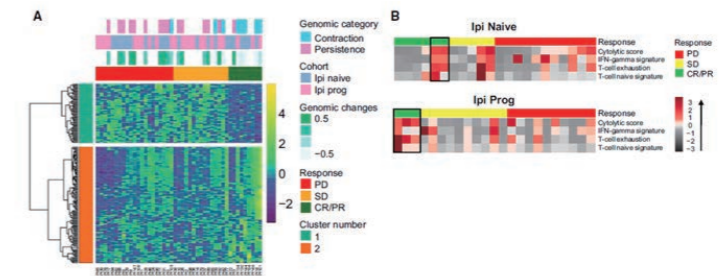 A
Genomic category
Contraction
Persistence
Cohort
Ipi naive
Ipi prog
Genomic changes
0.5
−0.5
Response
PD
SD
CR/PR
Cluster number
1
2
4
2
0
−2
B
Ipi Naive
Response
Cytolytic score
IFN-gamma signature
T-cell exhaustion
T-cell naive signature
Ipi Prog
Response
Cytolytic score
IFN-gamma signature
T-cell exhaustion
T-cell naive signature
Response
PD
SD
CR/PR
3
2
1
0
−1
−2
−3